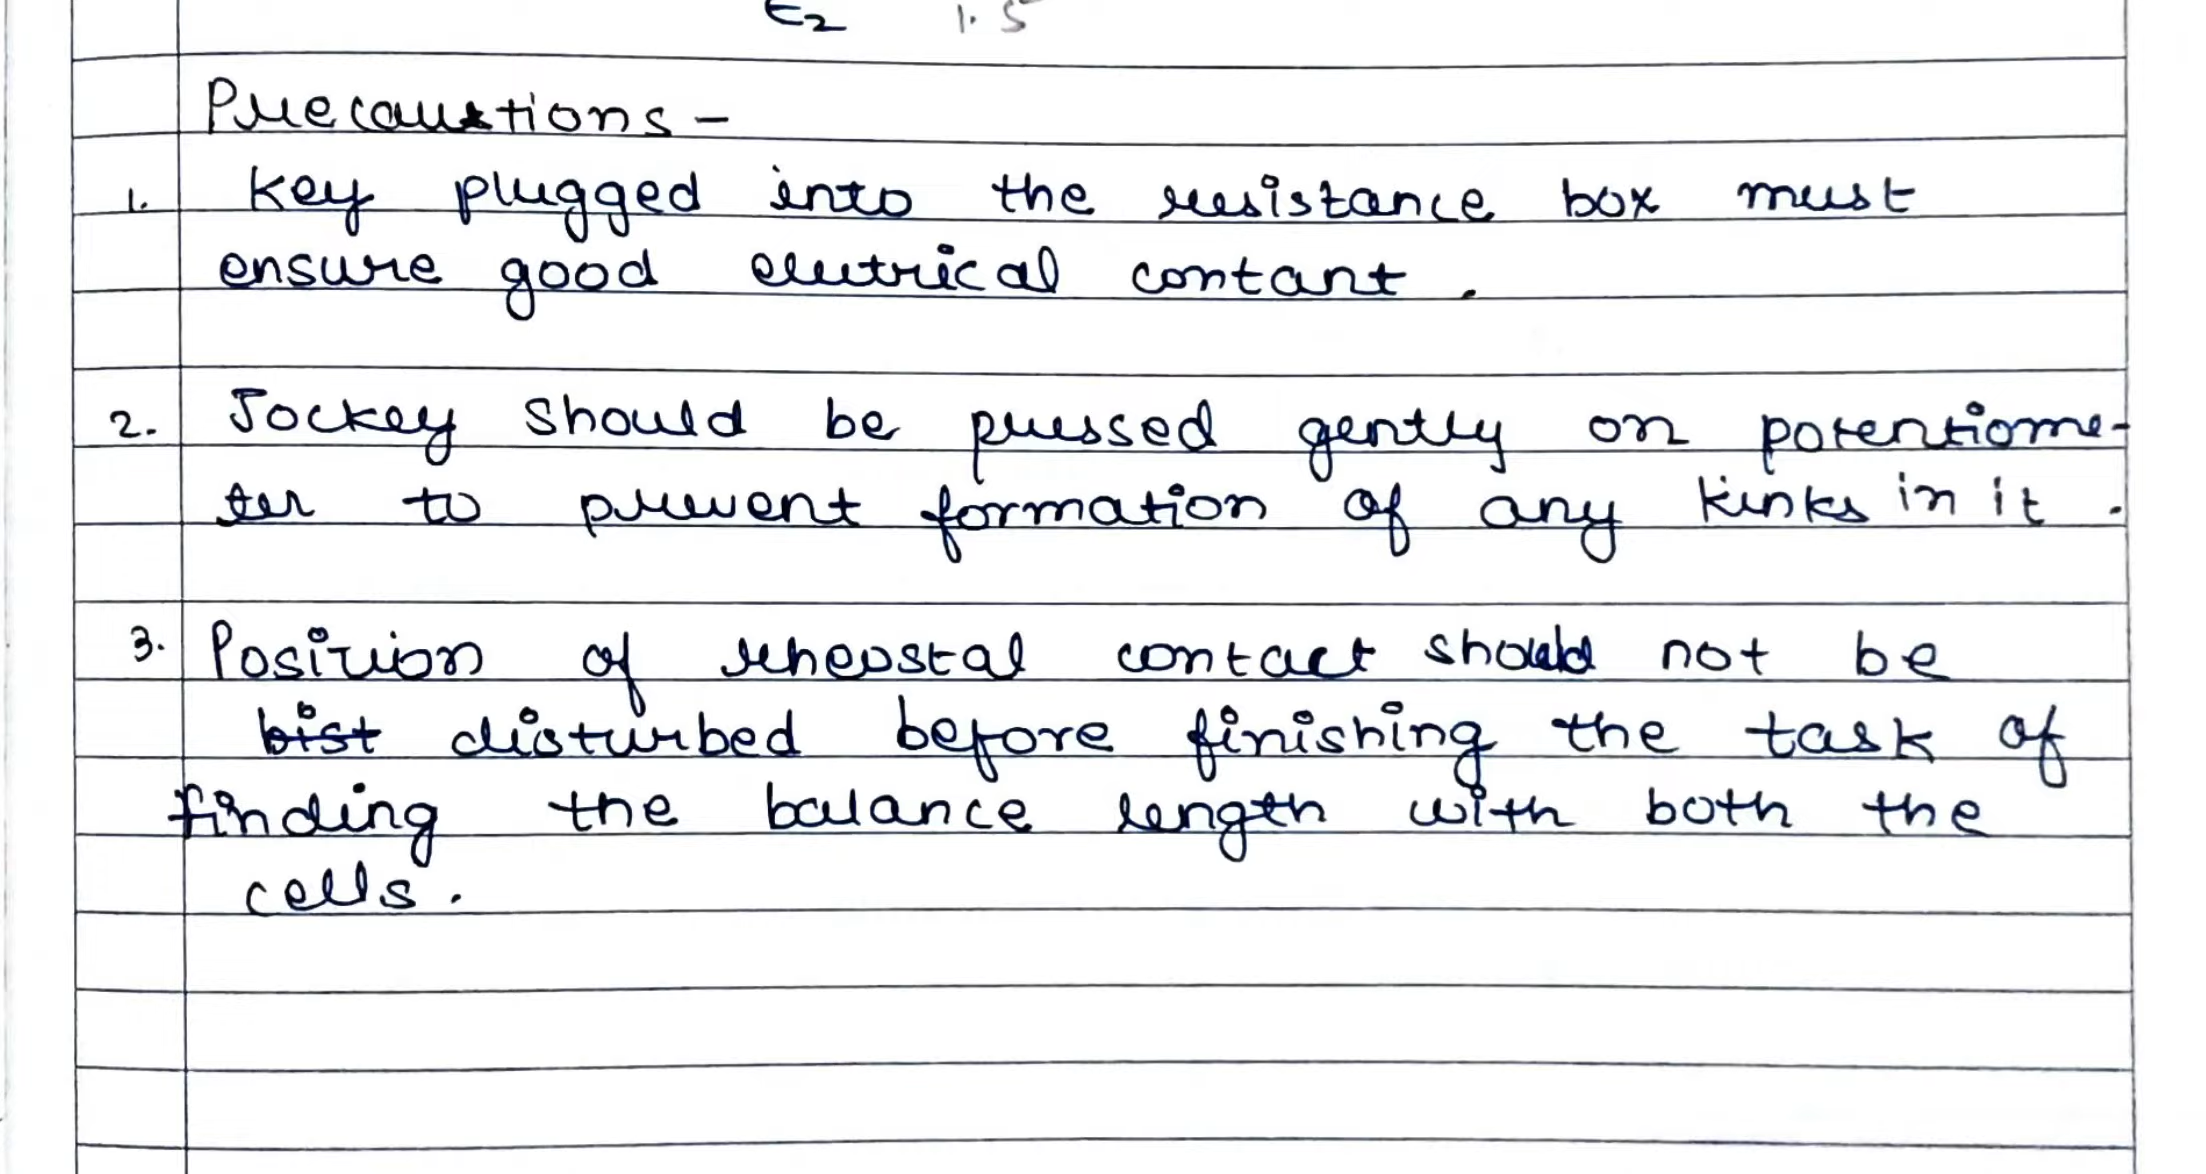 E2 1.5
Precautions -
1. Key plugged into the resistance box must
ensure good eletrical contant.
2. Jockey should be pressed gently on potentiome-
ter to prevent formation of any kinks in it.
3. Position of rheostal contact should not be
bist disturbed before finishing the task of
finding the balance length with both the
cells.